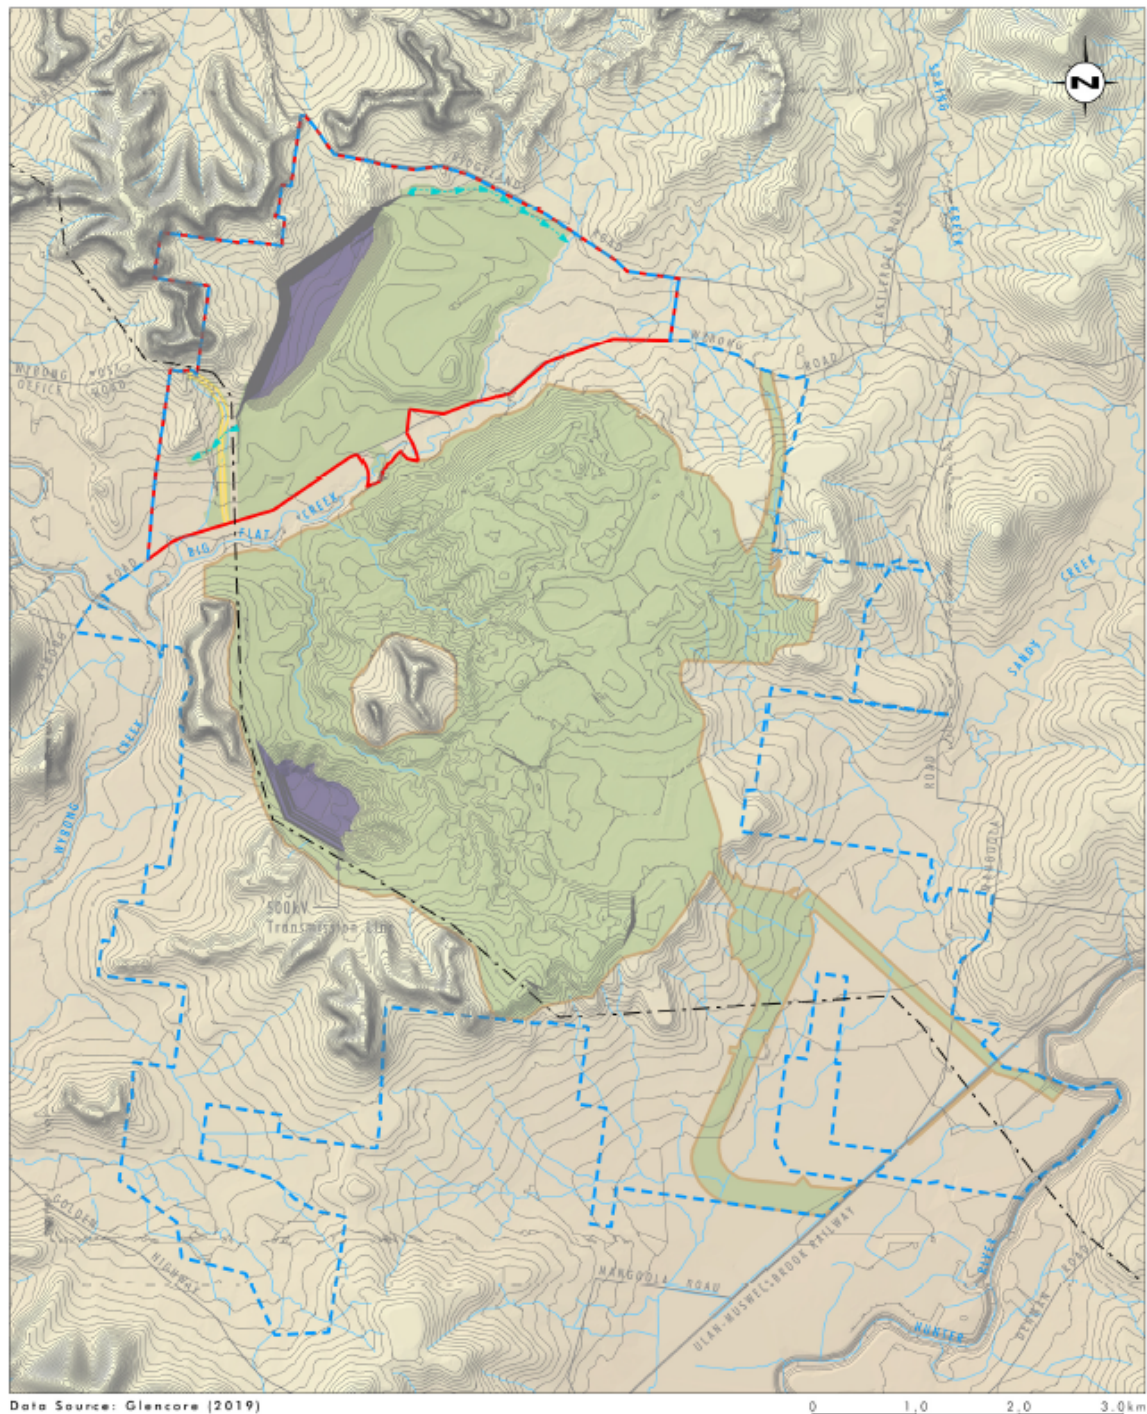 N
SPRING
CREEK
ROAD
CASTLEROCK ROAD
WYBONG
ROAD
WYBONG POST
OFFICE ROAD
BIG FLAT CREEK
ROAD
CREEK
SANDY
CREEK
WYBONG
ROAD
500kV
Transmission Line
GOLDEN
HIGHWAY
ULAN-MUSWELLBROOK RAILWAY
RIVER
HUNTER
DENMAN
ROAD
Data Source: Glencore (2019)
0 1,0 2,0 3.0km